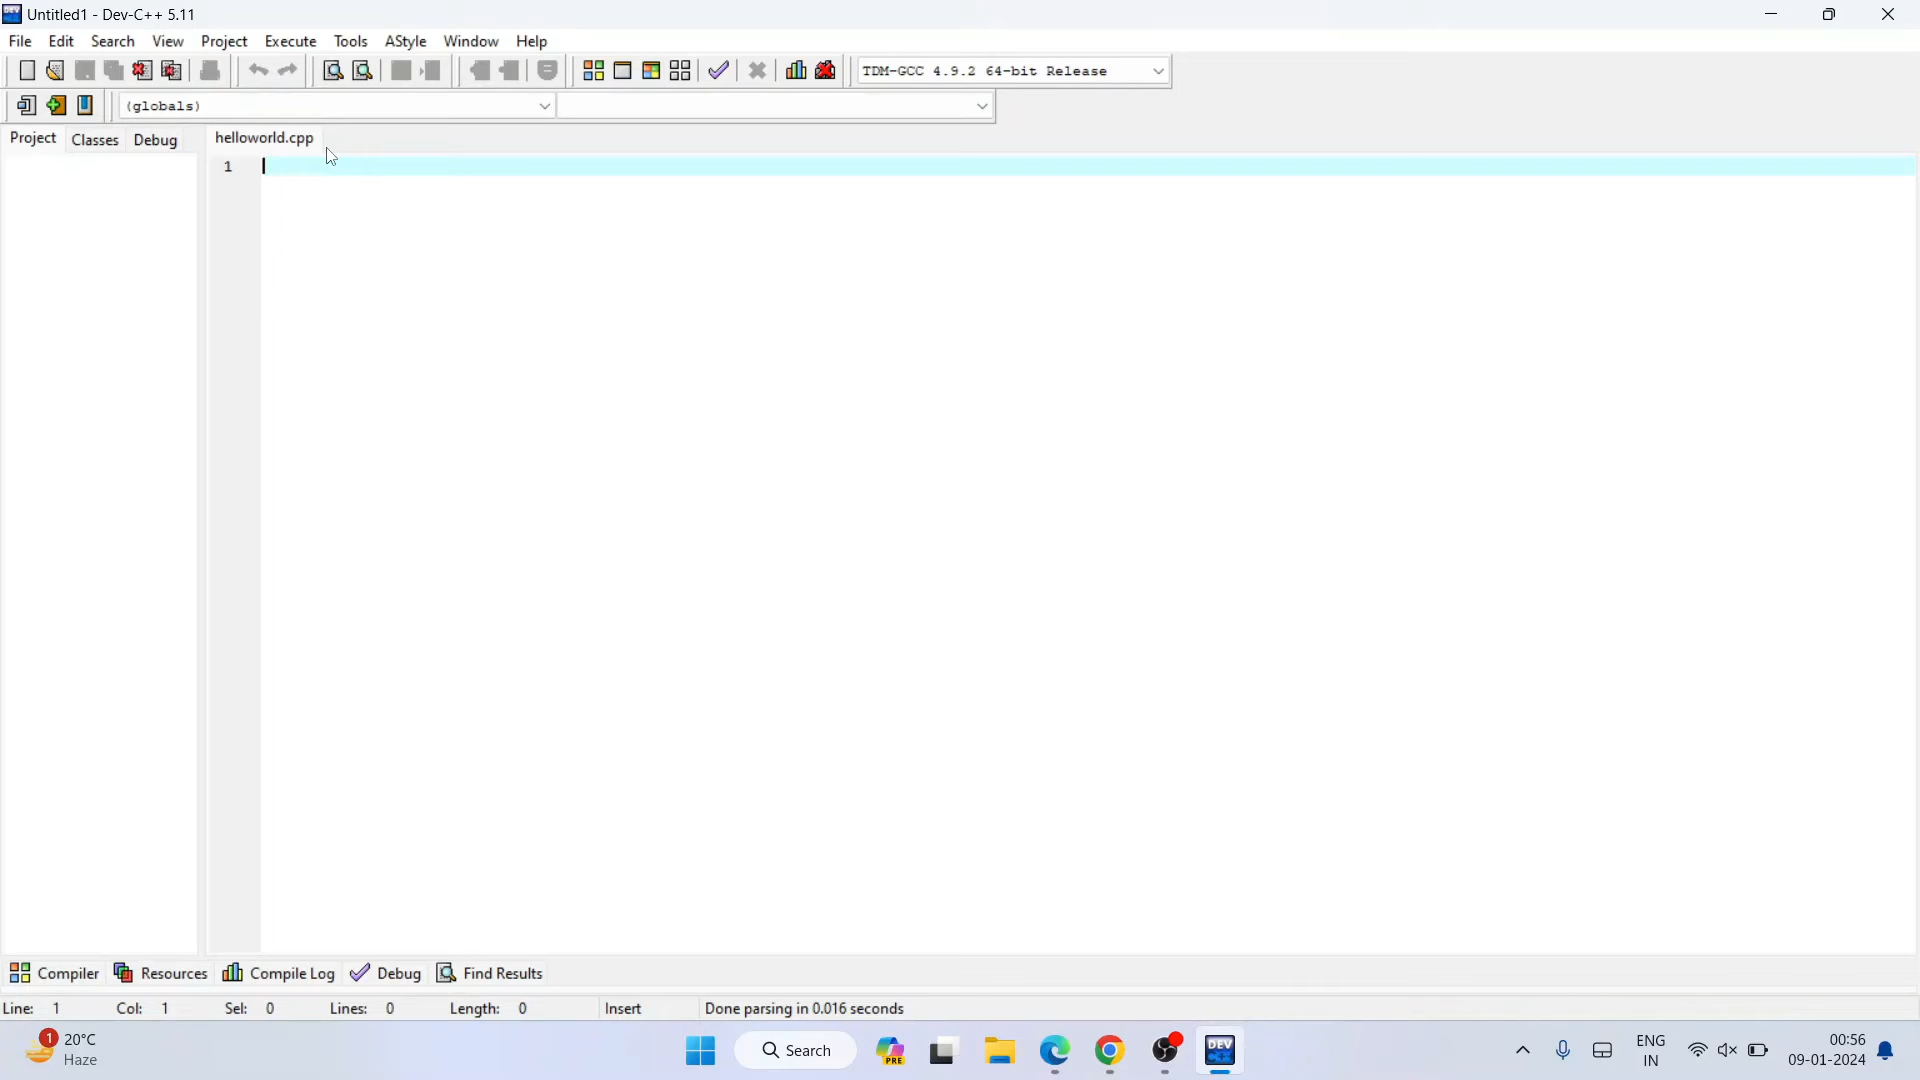 Untitled1 - Dev-C++ 5.11
File Edit Search View Project Execute Tools AStyle Window Help
TDM-GCC 4.9.2 64-bit Release
(globals)
Project Classes Debug helloworld.cpp
1
Compiler Resources Compile Log Debug Find Results
Line: 1 Col: 1 Sel: 0 Lines: 0 Length: 0 Insert Done parsing in 0.016 seconds
1 20°C
Haze
Search
PRE
DEV
C++
ENG
IN
00:56
09-01-2024